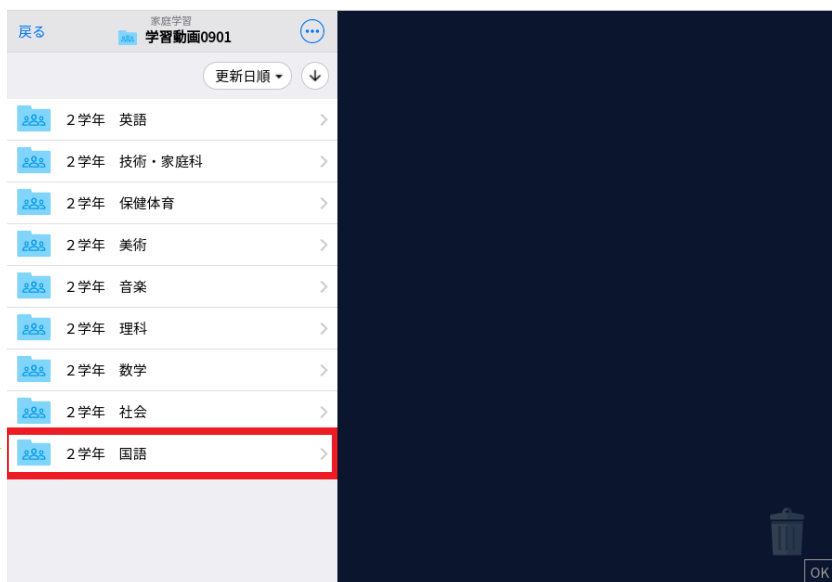 戻る
家庭学習
学習動画0901
更新日順
２学年　英語
２学年　技術・家庭科
２学年　保健体育
２学年　美術
２学年　音楽
２学年　理科
２学年　数学
２学年　社会
２学年　国語
OK